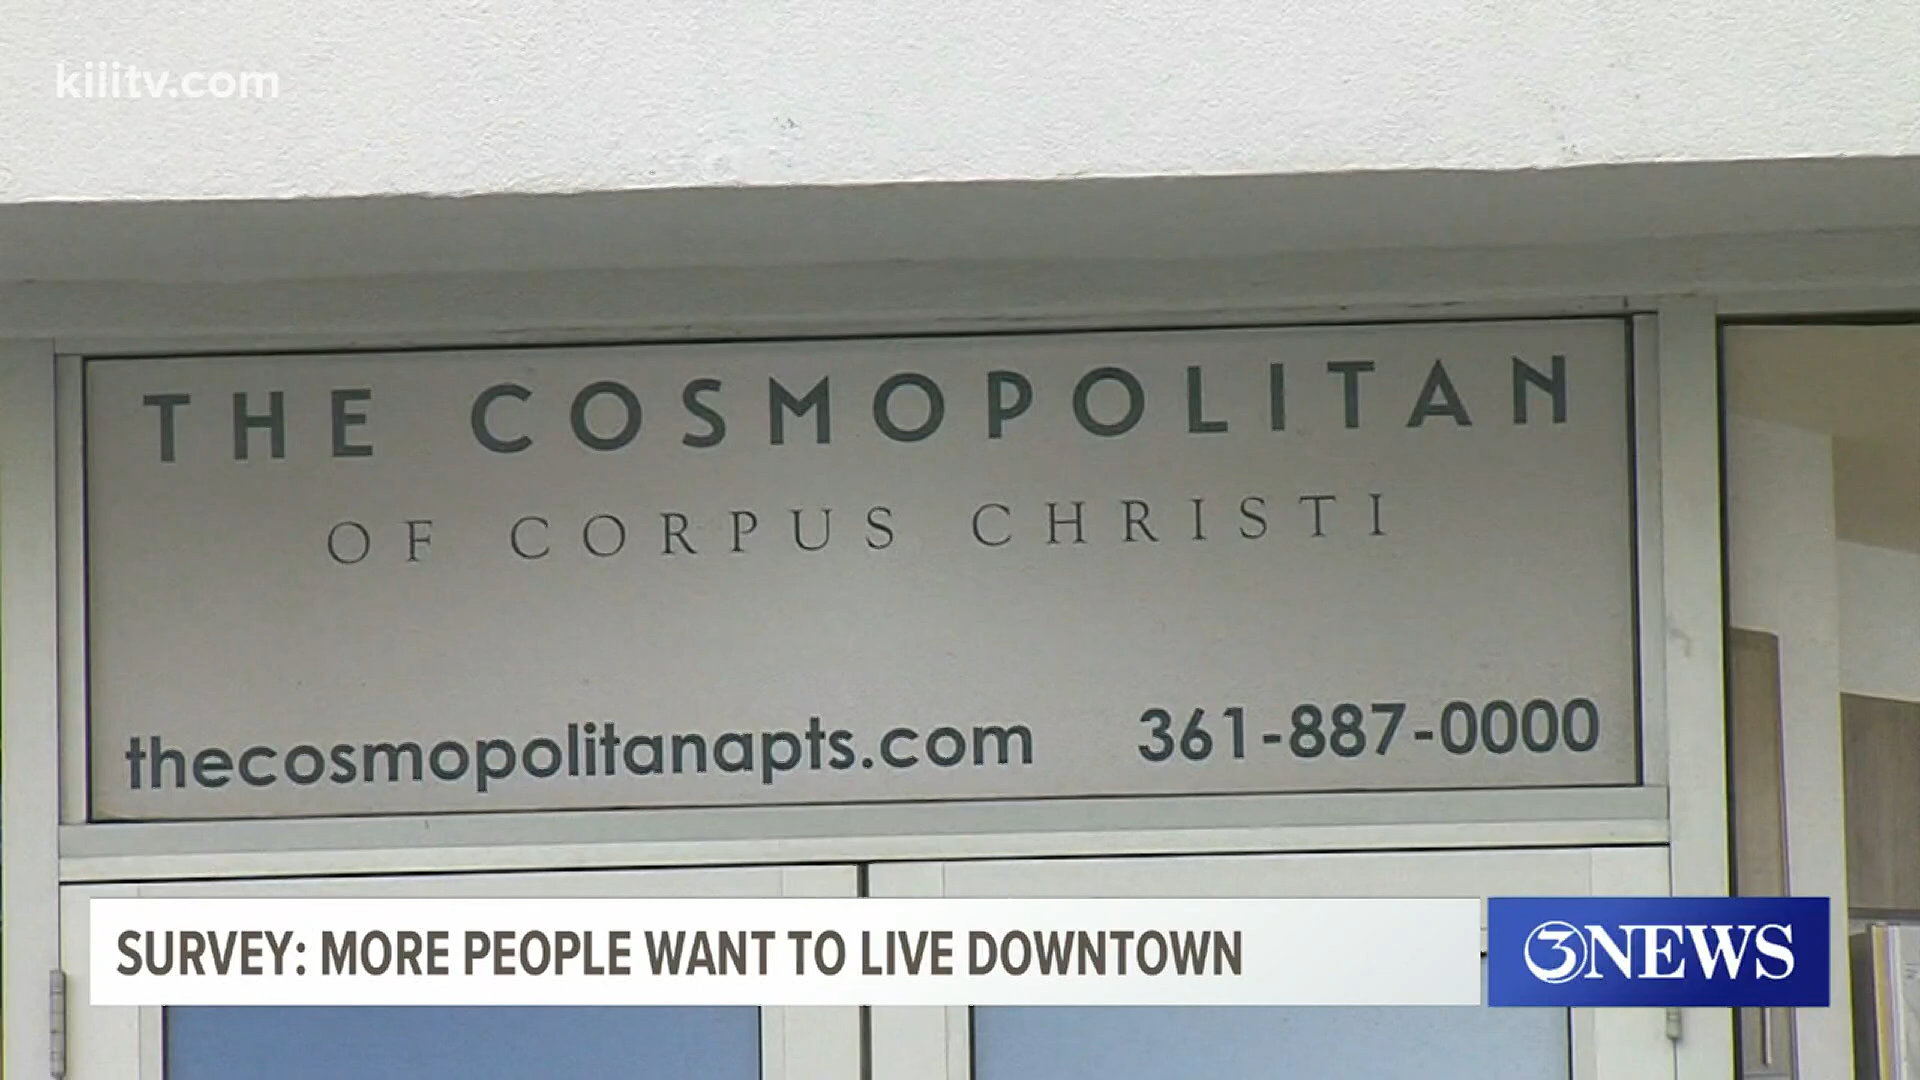 kiiitv.com
THE COSMOPOLITAN
OF CORPUS CHRISTI
thecosmopolitanapts.com 361-887-0000
SURVEY: MORE PEOPLE WANT TO LIVE DOWNTOWN
3NEWS